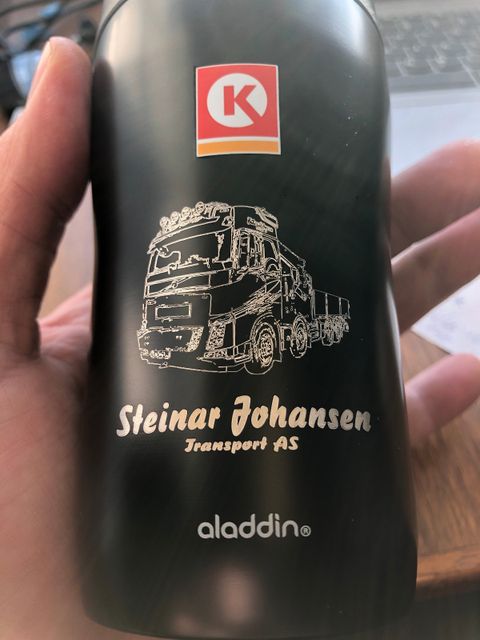 K
Steinar Johansen
Transport AS
aladdin®